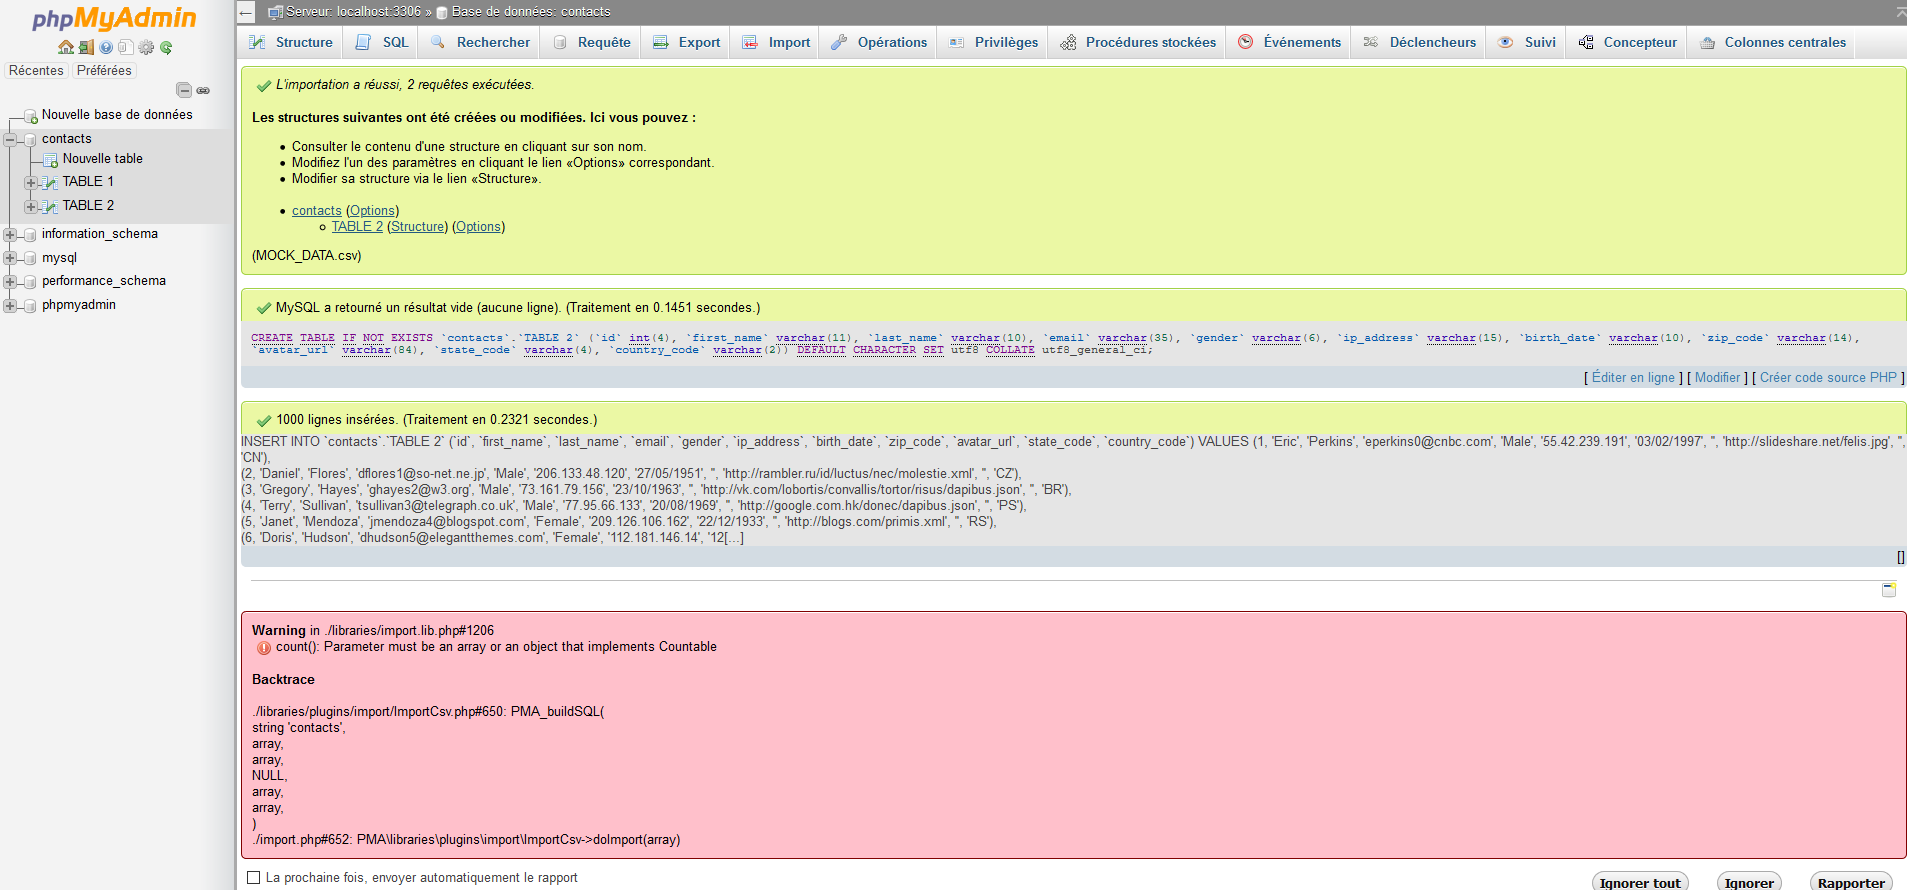 phpMyAdmin
Récentes Préférées
Nouvelle base de données
contacts
Nouvelle table
TABLE 1
TABLE 2
information_schema
mysql
performance_schema
phpmyadmin
← Serveur: localhost:3306 » Base de données: contacts
Structure SQL Rechercher Requête Export Import Opérations Privilèges Procédures stockées Événements Déclencheurs Suivi Concepteur Colonnes centrales
L'importation a réussi, 2 requêtes exécutées.
Les structures suivantes ont été créées ou modifiées. Ici vous pouvez :
• Consulter le contenu d'une structure en cliquant sur son nom.
• Modifiez l'un des paramètres en cliquant le lien «Options» correspondant.
• Modifier sa structure via le lien «Structure».
• contacts (Options)
○ TABLE 2 (Structure) (Options)
(MOCK_DATA.csv)
MySQL a retourné un résultat vide (aucune ligne). (Traitement en 0.1451 secondes.)
CREATE TABLE IF NOT EXISTS `contacts`.`TABLE 2` (`id` int(4), `first_name` varchar(11), `last_name` varchar(10), `email` varchar(35), `gender` varchar(6), `ip_address` varchar(15), `birth_date` varchar(10), `zip_code` varchar(14),
`avatar_url` varchar(84), `state_code` varchar(4), `country_code` varchar(2)) DEFAULT CHARACTER SET utf8 COLLATE utf8_general_ci;
[ Éditer en ligne ] [ Modifier ] [ Créer code source PHP ]
1000 lignes insérées. (Traitement en 0.2321 secondes.)
INSERT INTO `contacts`.`TABLE 2` (`id`, `first_name`, `last_name`, `email`, `gender`, `ip_address`, `birth_date`, `zip_code`, `avatar_url`, `state_code`, `country_code`) VALUES (1, 'Eric', 'Perkins', 'eperkins0@cnbc.com', 'Male', '55.42.239.191', '03/02/1997', '', 'http://slideshare.net/felis.jpg', '',
'CN'),
(2, 'Daniel', 'Flores', 'dflores1@so-net.ne.jp', 'Male', '206.133.48.120', '27/05/1951', '', 'http://rambler.ru/id/luctus/nec/molestie.xml', '', 'CZ'),
(3, 'Gregory', 'Hayes', 'ghayes2@w3.org', 'Male', '73.161.79.156', '23/10/1963', '', 'http://vk.com/lobortis/convallis/tortor/risus/dapibus.json', '', 'BR'),
(4, 'Terry', 'Sullivan', 'tsullivan3@telegraph.co.uk', 'Male', '77.95.66.133', '20/08/1969', '', 'http://google.com.hk/donec/dapibus.json', '', 'PS'),
(5, 'Janet', 'Mendoza', 'jmendoza4@blogspot.com', 'Female', '209.126.106.162', '22/12/1933', '', 'http://blogs.com/primis.xml', '', 'RS'),
(6, 'Doris', 'Hudson', 'dhudson5@elegantthemes.com', 'Female', '112.181.146.14', '12[...]
[]
Warning in ./libraries/import.lib.php#1206
count(): Parameter must be an array or an object that implements Countable
Backtrace
./libraries/plugins/import/ImportCsv.php#650: PMA_buildSQL(
string 'contacts',
array,
array,
NULL,
array,
array,
)
./import.php#652: PMA\libraries\plugins\import\ImportCsv->doImport(array)
La prochaine fois, envoyer automatiquement le rapport
Ignorer tout Ignorer Rapporter